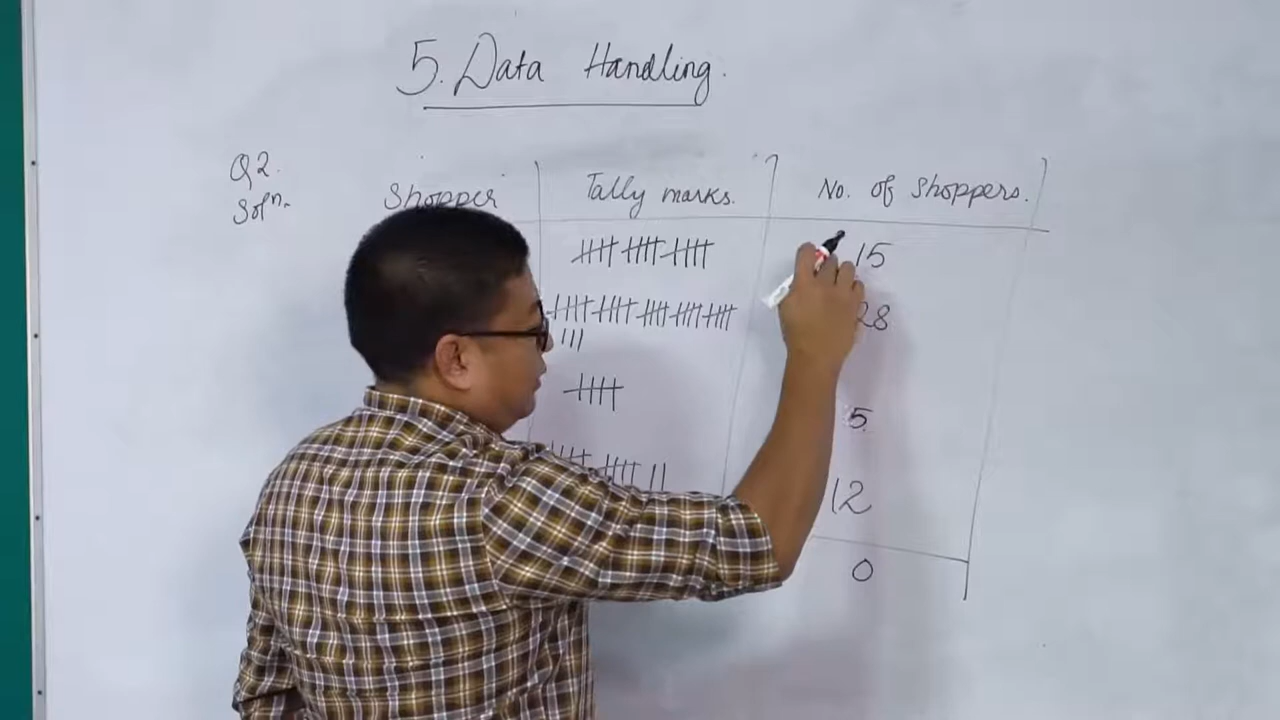 5. Data Handling.
Q2.
Solⁿ.
Shopper Tally marks. No. of Shoppers.
15
28
5
12
0